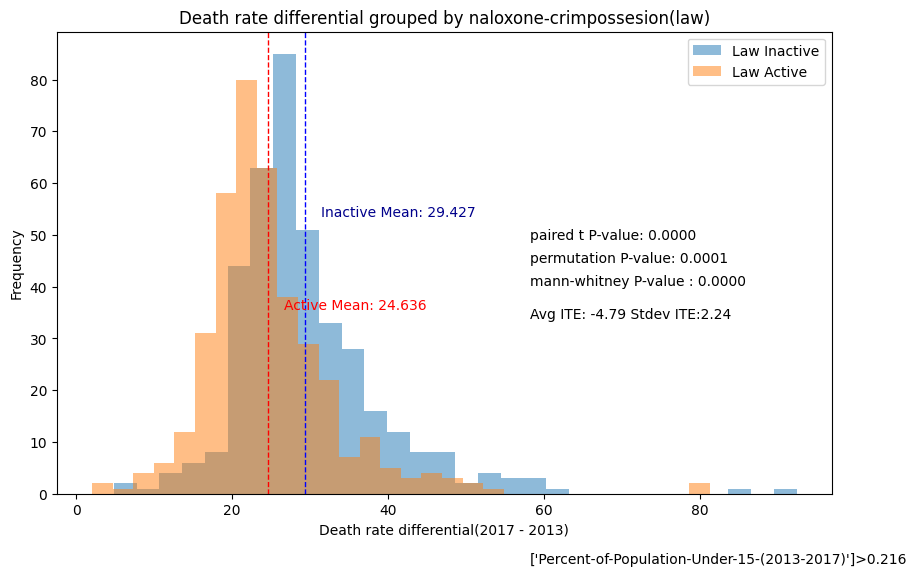 Death rate differential grouped by naloxone-crimpossesion(law)
Law Inactive
Law Active
80
70
60
50
40
30
20
10
0
Frequency
Inactive Mean: 29.427
Active Mean: 24.636
paired t P-value: 0.0000
permutation P-value: 0.0001
mann-whitney P-value : 0.0000
Avg ITE: -4.79 Stdev ITE:2.24
0 20 40 60 80
Death rate differential(2017 - 2013)
['Percent-of-Population-Under-15-(2013-2017)']>0.216